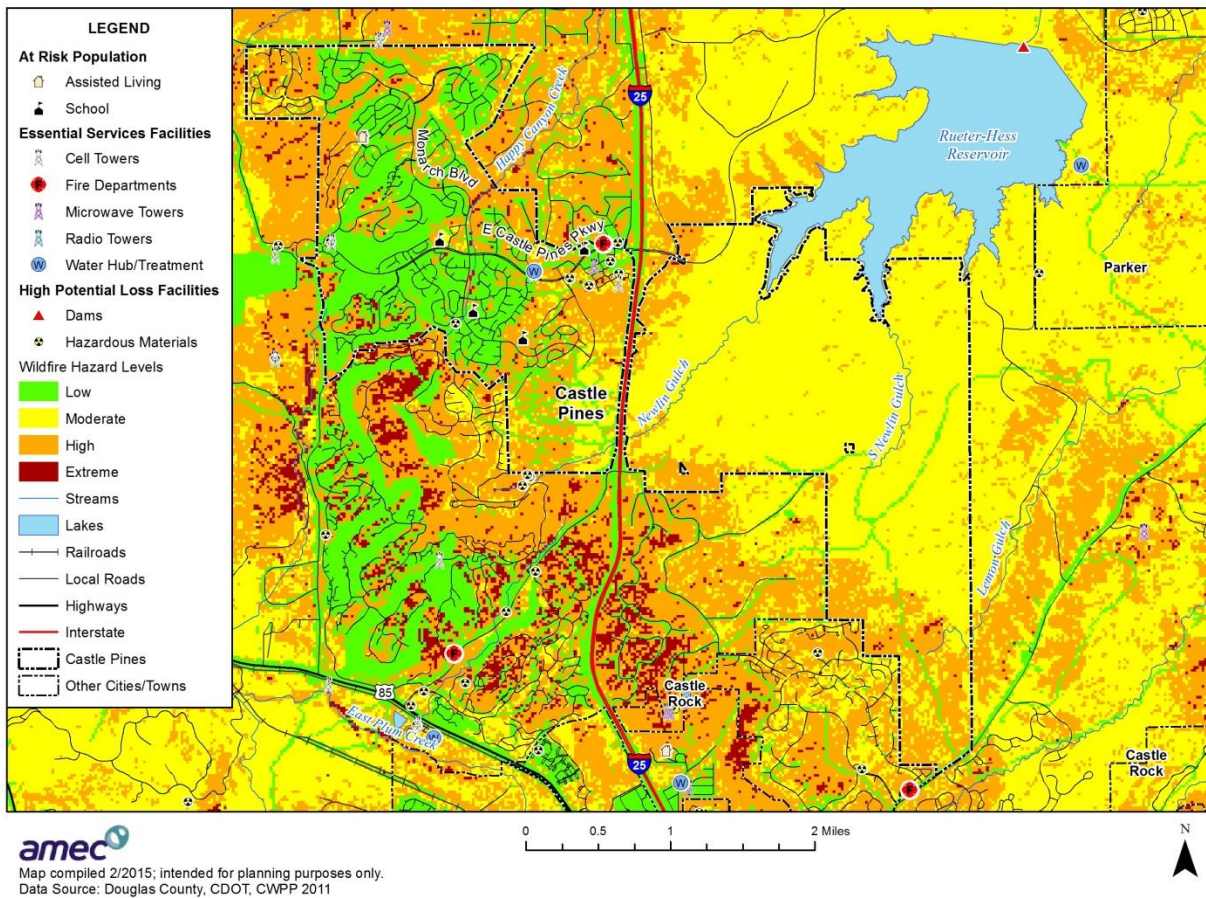 LEGEND
At Risk Population
Assisted Living
School
Essential Services Facilities
Cell Towers
F
Fire Departments
Microwave Towers
Radio Towers
W
Water Hub/Treatment
High Potential Loss Facilities
Dams
Hazardous Materials
Wildfire Hazard Levels
Low
Moderate
High
Extreme
Streams
Lakes
Railroads
Local Roads
Highways
Interstate
Castle Pines
Other Cities/Towns
25
Happy Canyon Creek
Monarch Blvd
Rueter-Hess
Reservoir
W
E Castle Pines Pkwy
F
W
Parker
Castle
Pines
Newlin Gulch
S Newlin Gulch
Lemon Gulch
F
85
Castle
Rock
East Plum Creek
W
25
W
F
Castle
Rock
amec
Map compiled 2/2015; intended for planning purposes only.
Data Source: Douglas County, CDOT, CWPP 2011
0 0.5 1 2 Miles
N